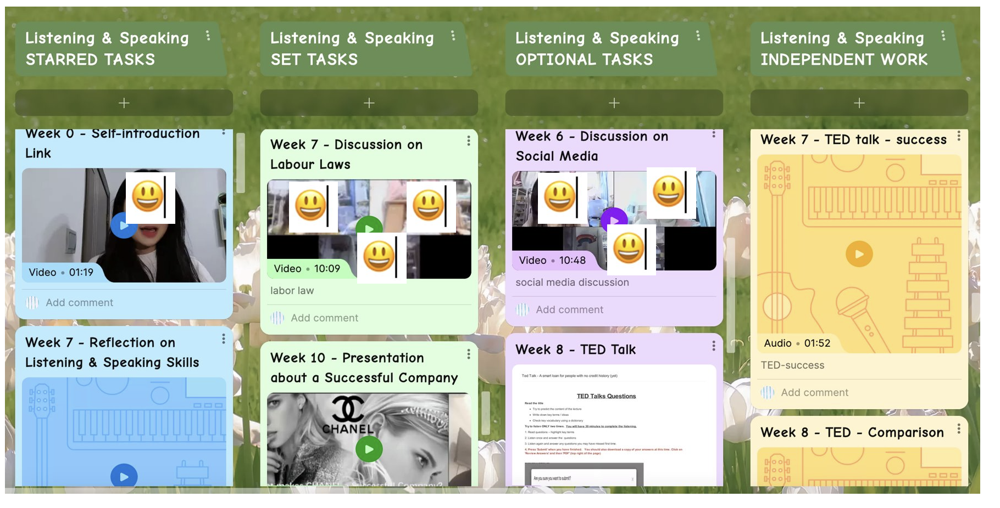 Listening & Speaking
STARRED TASKS
Week 0 - Self-introduction
Link
Video • 01:19
Add comment
Week 7 - Reflection on
Listening & Speaking Skills
Listening & Speaking
SET TASKS
Week 7 - Discussion on
Labour Laws
Video • 10:09
labor law
Add comment
Week 10 - Presentation
about a Successful Company
CHANEL
makes CHANEL a Successful Company?
Listening & Speaking
OPTIONAL TASKS
Week 6 - Discussion on
Social Media
Video • 10:48
social media discussion
Add comment
Week 8 - TED Talk
Ted Talk - A smart loan for people with no credit history (yet)
TED Talks Questions
Read the title
• Try to predict the content of the lecture
• Write down key terms / ideas
• Check key vocabulary using a dictionary
Try to listen ONLY two times. You will have 30 minutes to complete the listening.
1. Read questions – highlight key terms
2. Listen once and answer the questions
3. Listen again and answer any questions you may have missed first time.
4. Press 'Submit' when you have finished. You should also download a copy of your answers at this time. Click on
'Review Answers' and then 'PDF' (top right of the page)
Are you sure you want to submit?
Listening & Speaking
INDEPENDENT WORK
Week 7 - TED talk - success
Audio • 01:52
TED-success
Add comment
Week 8 - TED - Comparison